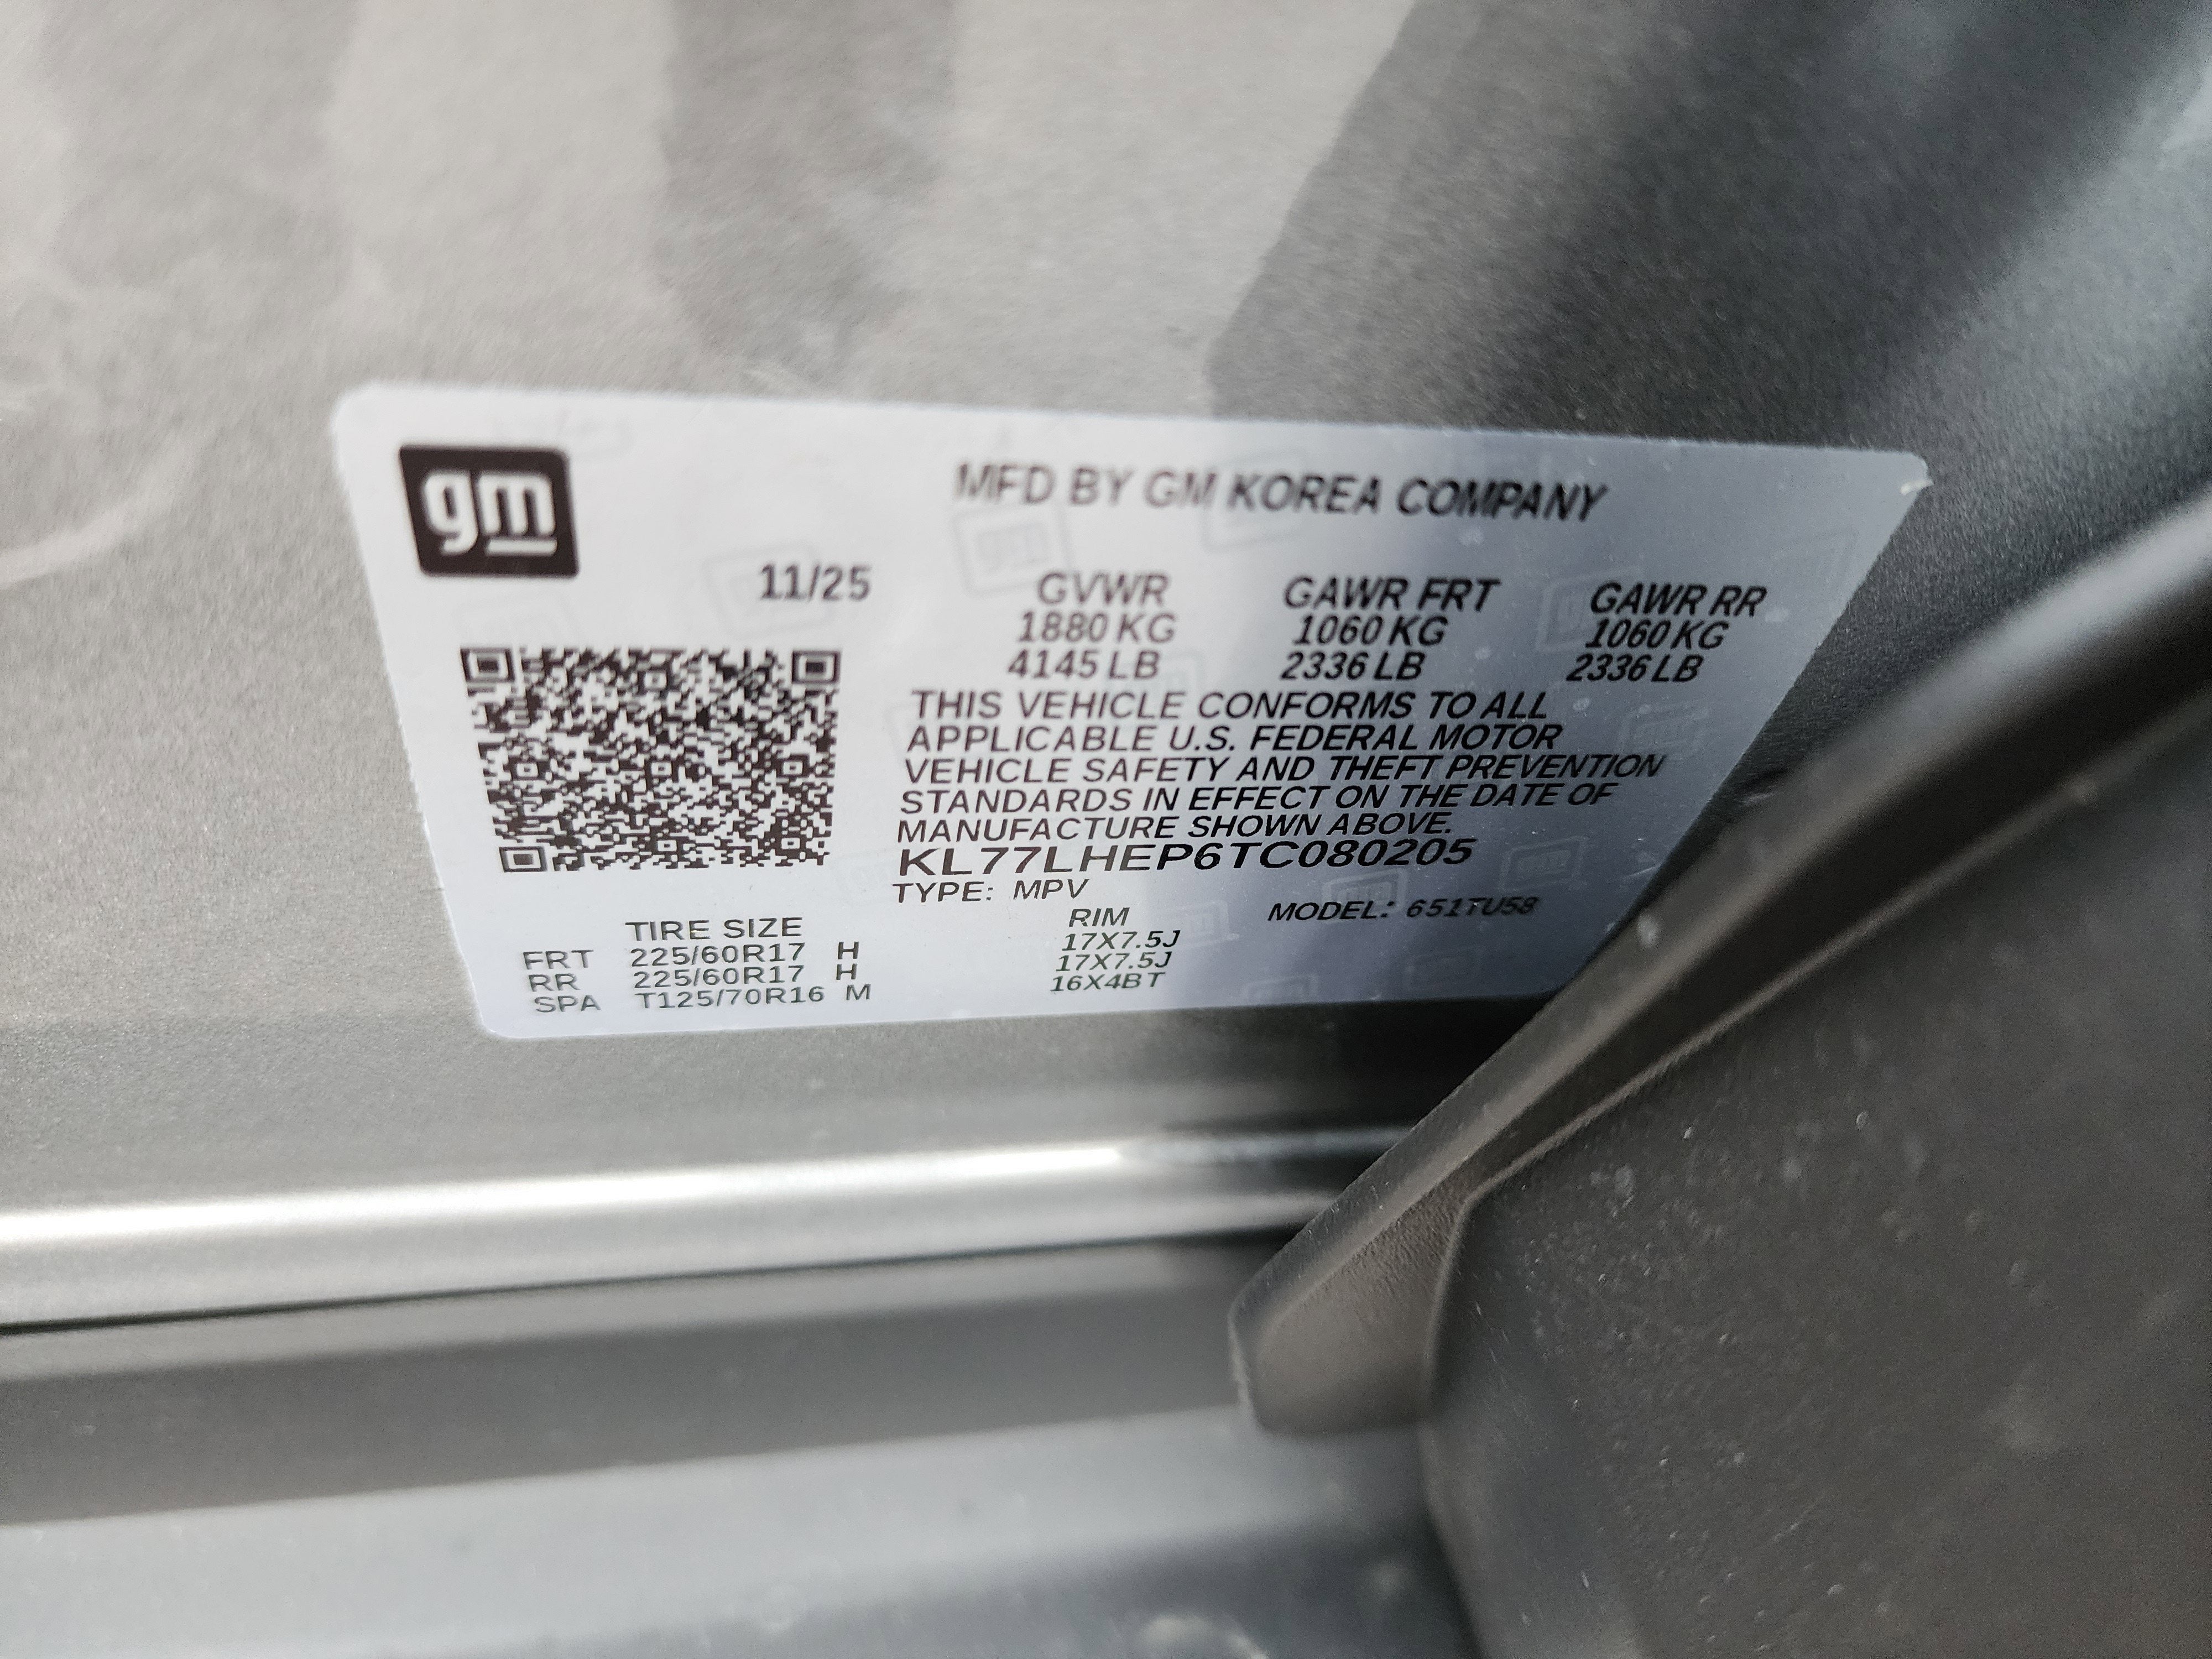 gm
MFD BY GM KOREA COMPANY
11/25
GVWR GAWR FRT GAWR RR
1880 KG 1060 KG 1060 KG
4145 LB 2336 LB 2336 LB
THIS VEHICLE CONFORMS TO ALL
APPLICABLE U.S. FEDERAL MOTOR
VEHICLE SAFETY AND THEFT PREVENTION
STANDARDS IN EFFECT ON THE DATE OF
MANUFACTURE SHOWN ABOVE.
KL77LHEP6TC080205
TYPE: MPV MODEL: 651TU58
TIRE SIZE RIM
FRT 225/60R17 H 17X7.5J
RR 225/60R17 H 17X7.5J
SPA T125/70R16 M 16X4BT